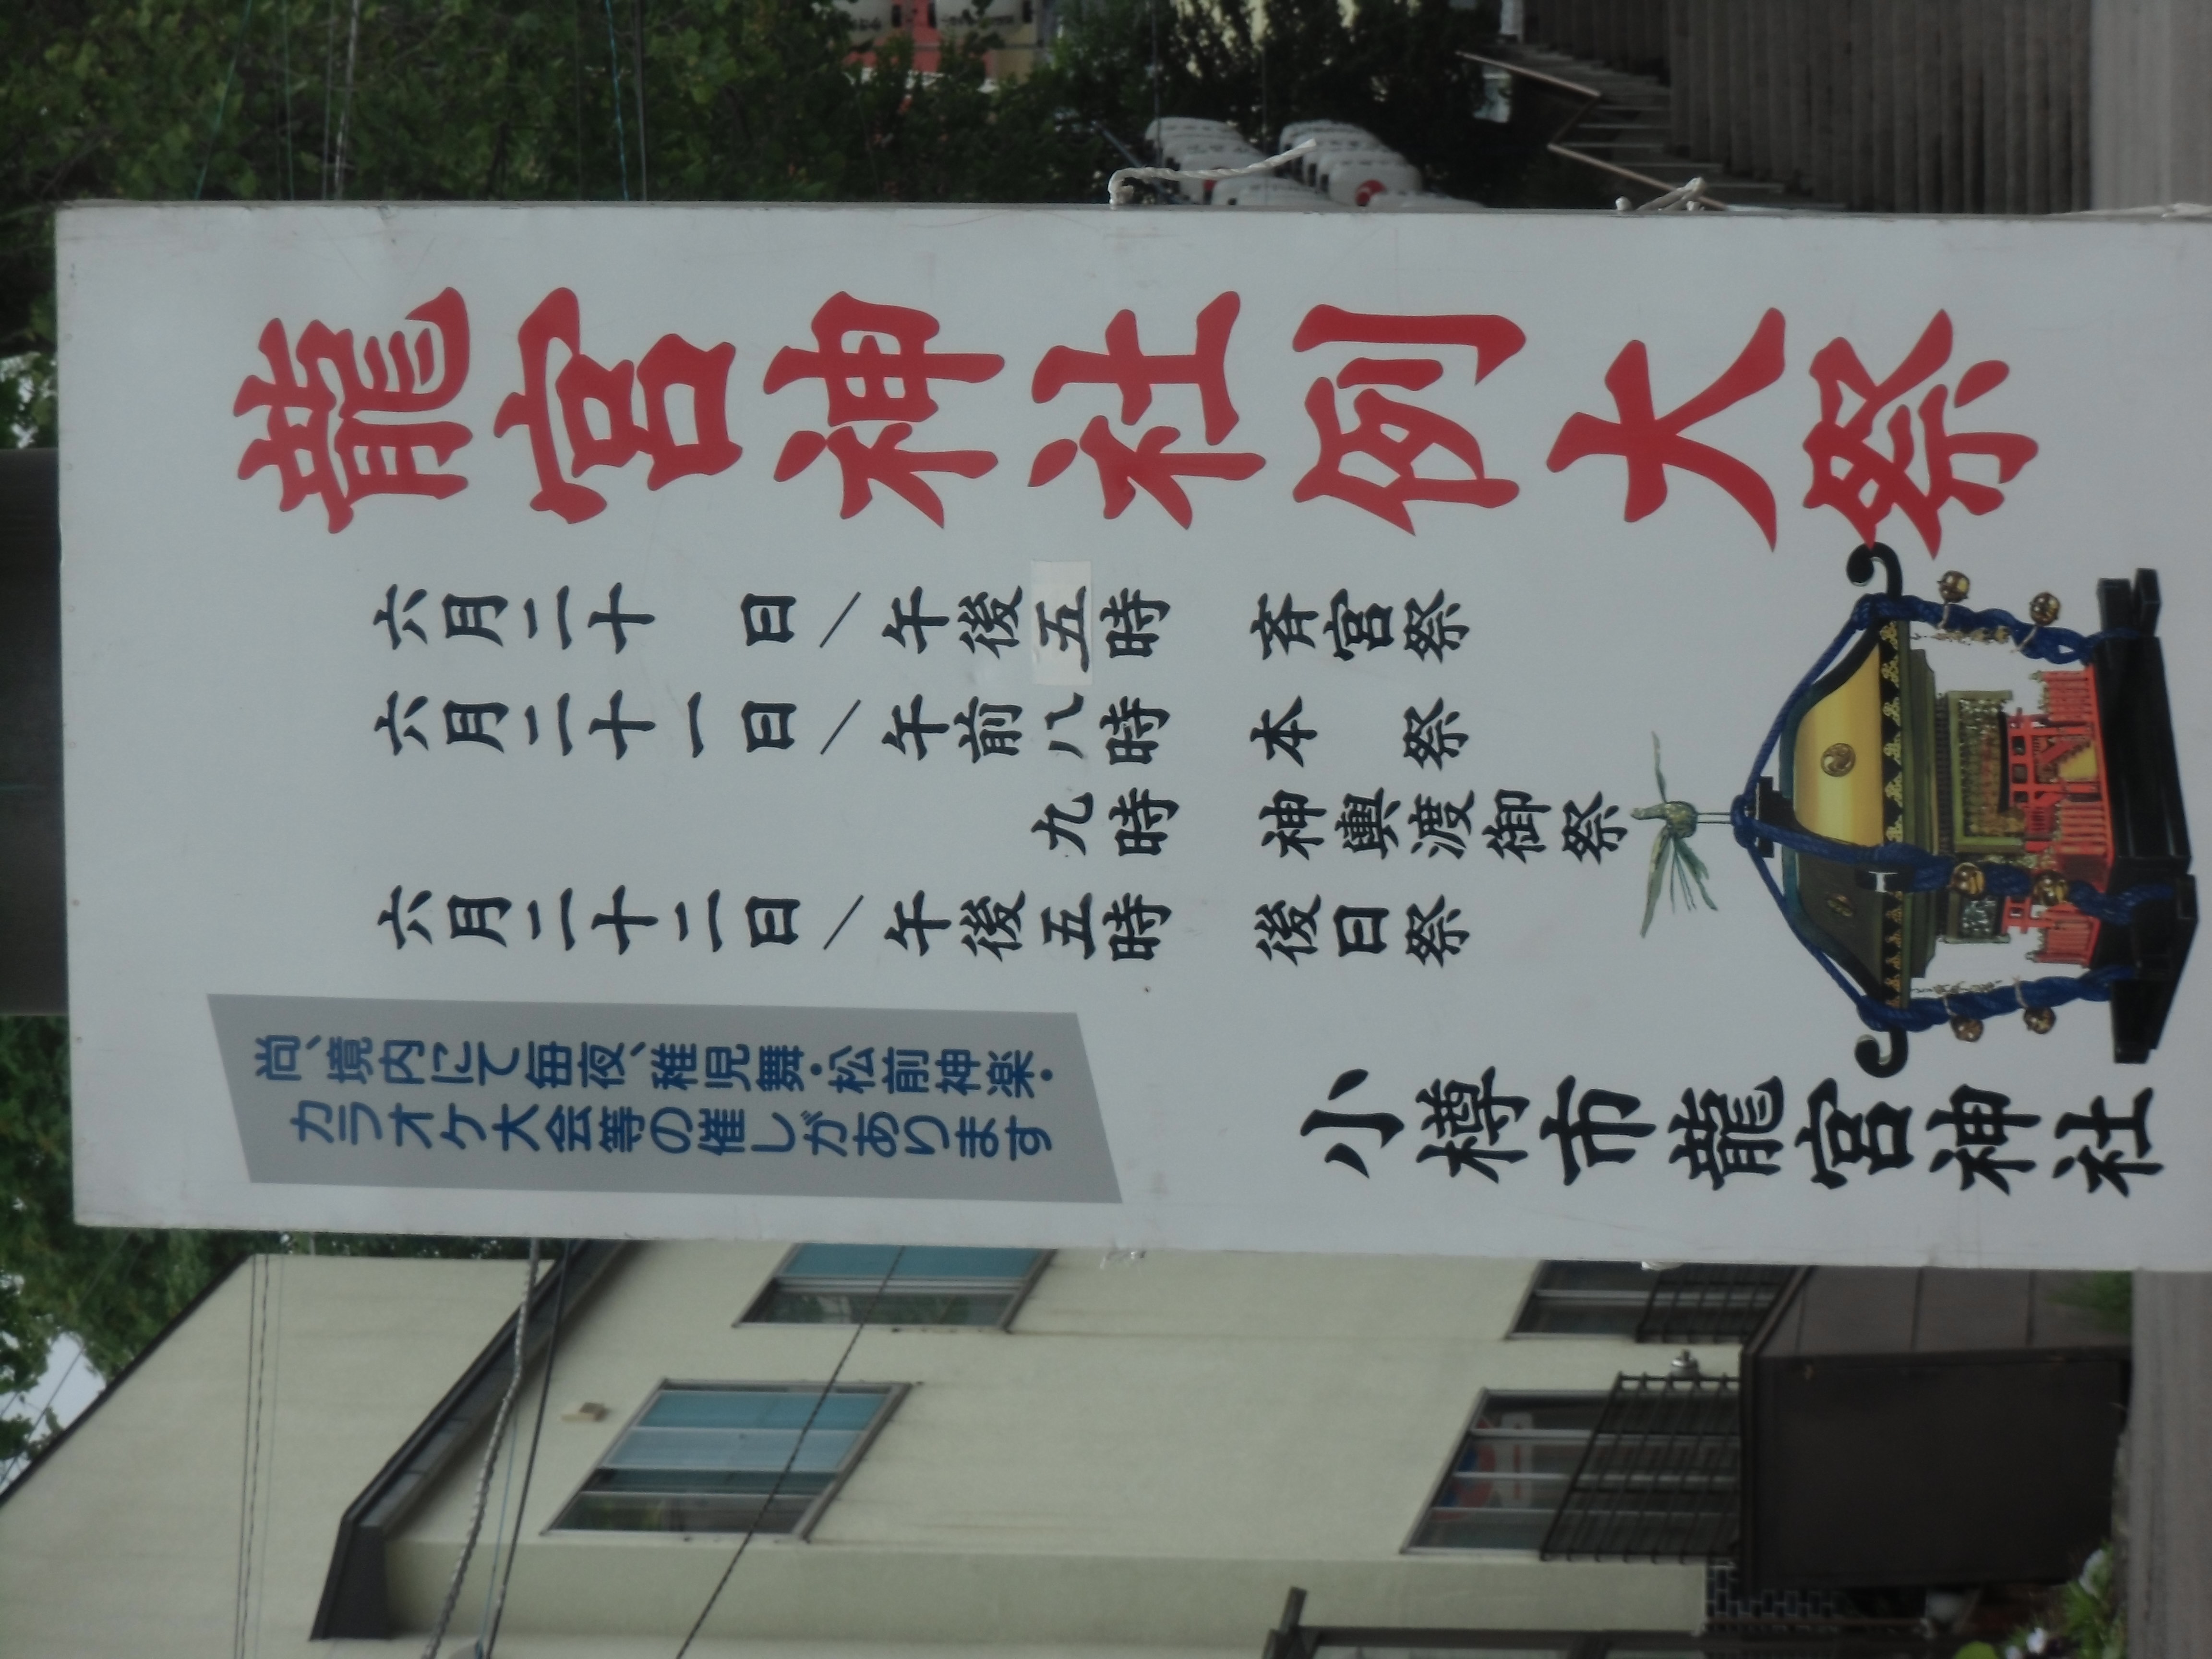 龍宮神社例大祭
六月二十 日/午後五時 斉宮祭
六月二十一日/午前八時 本 祭
九時 神輿渡御祭
六月二十二日/午後五時 後日祭
尚、境内にて毎夜、稚児舞・松前神楽・
カラオケ大会等の催しがあります
小樽市龍宮神社